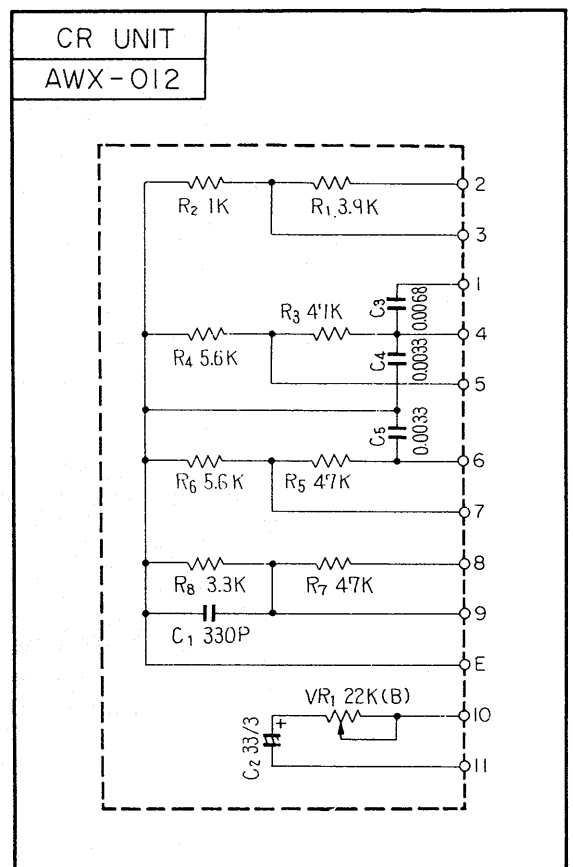 CR UNIT
AWX-012
R2 1K
R1 3.9K
2
3
1
C3 0.0068
R3 47K
4
R4 5.6K
C4 0.0033
5
C5 0.0033
R6 5.6K
R5 47K
6
7
8
R8 3.3K
R7 47K
9
C1 330P
E
VR1 22K(B)
10
C2 33/3
+
11